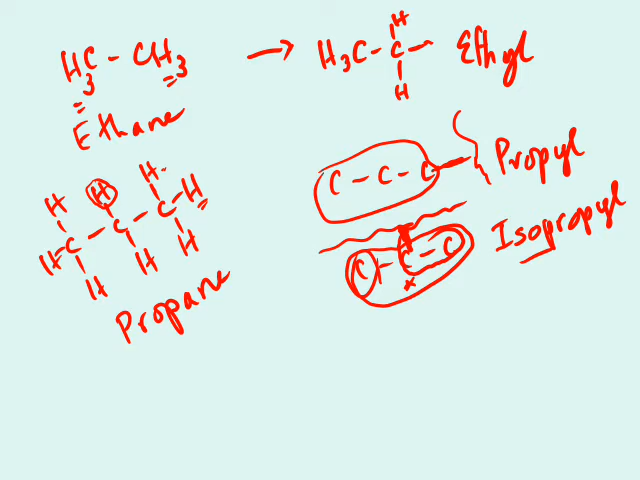 H3C - CH3 → H3C - C - Ethyl
H
H
Ethane
C - C - C - Propyl
H H H H
H C - C - C
H H H
Propane
C - C - C Isopropyl
x